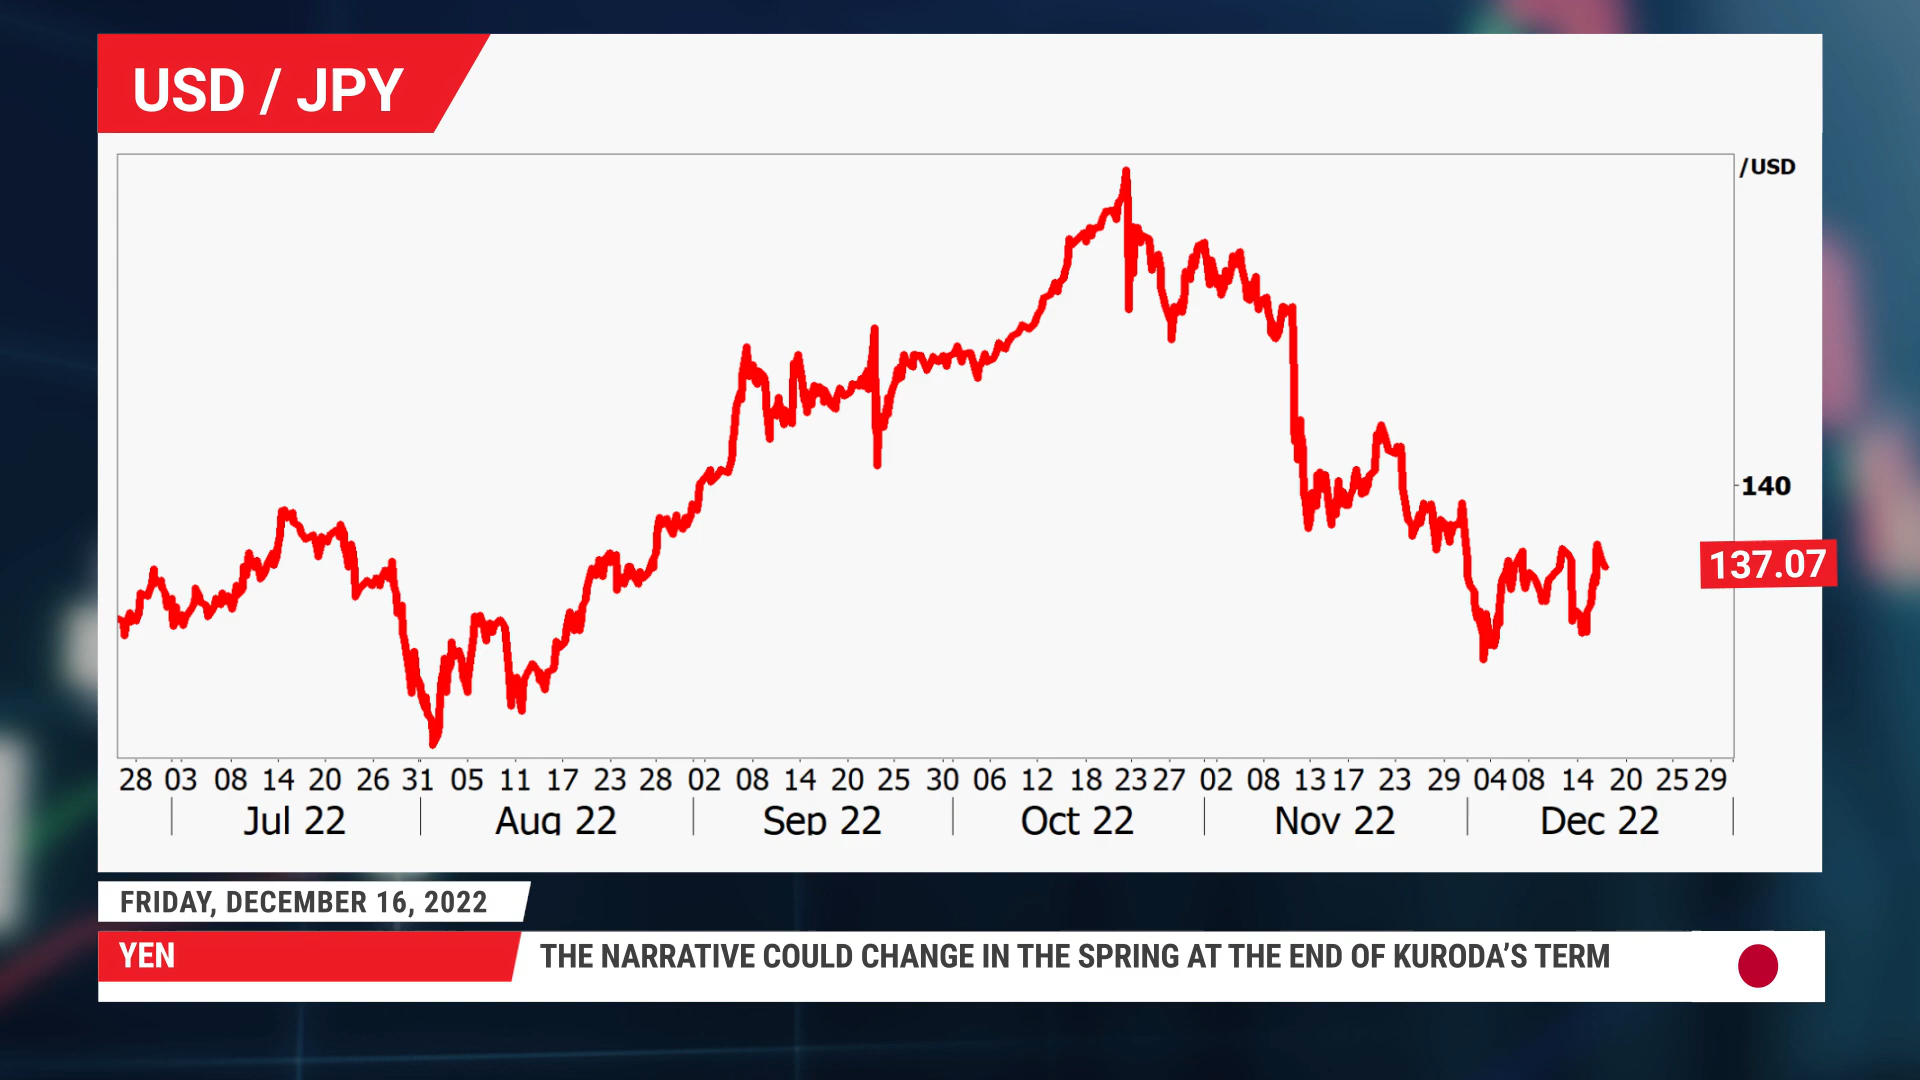 USD / JPY
/USD
140
137.07
28 03 08 14 20 26 31 05 11 17 23 28 02 08 14 20 25 30 06 12 18 23 27 02 08 13 17 23 29 04 08 14 20 25 29
Jul 22 Aug 22 Sep 22 Oct 22 Nov 22 Dec 22
FRIDAY, DECEMBER 16, 2022
YEN THE NARRATIVE COULD CHANGE IN THE SPRING AT THE END OF KURODA’S TERM